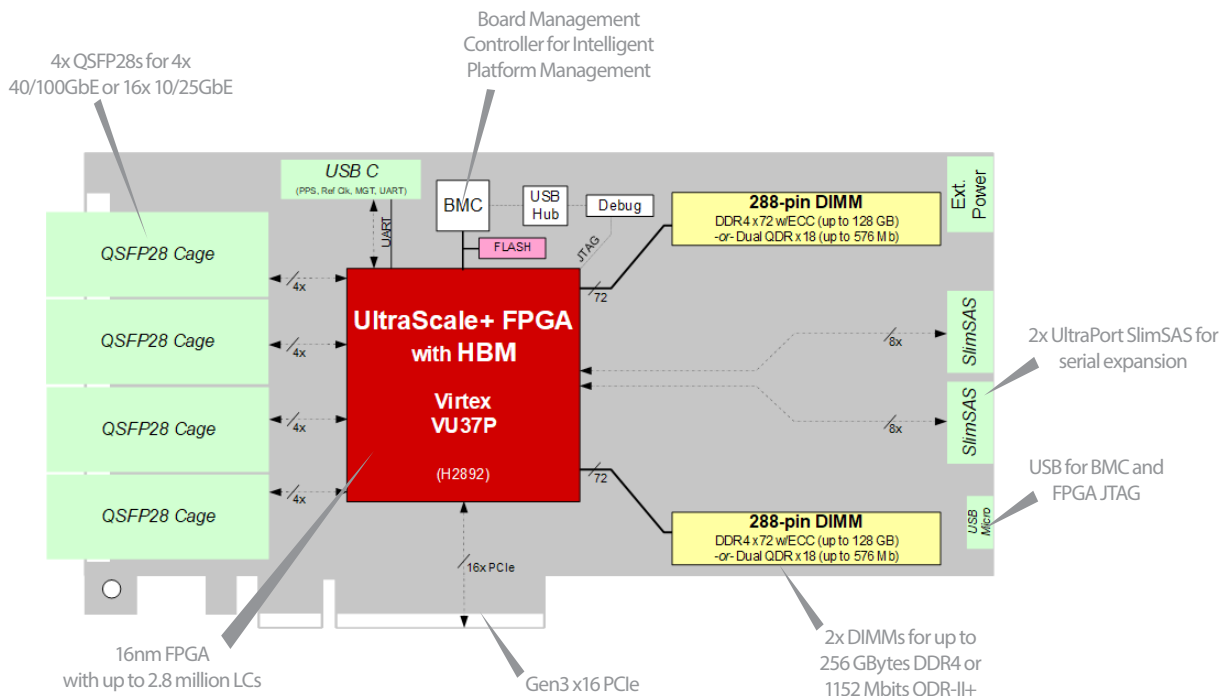 Board Management
Controller for Intelligent
Platform Management
4x QSFP28s for 4x
40/100GbE or 16x 10/25GbE
USB C
(PPS, Ref Clk, MGT, UART)
UART
BMC
USB
Hub
Debug
FLASH
JTAG
288-pin DIMM
DDR4 x72 w/ECC (up to 128 GB)
-or- Dual QDR x18 (up to 576 Mb)
Ext.
Power
QSFP28 Cage
4x
QSFP28 Cage
4x
QSFP28 Cage
4x
QSFP28 Cage
4x
UltraScale+ FPGA
with HBM
Virtex
VU37P
(H2892)
72
72
8x
SlimSAS
8x
SlimSAS
2x UltraPort SlimSAS for
serial expansion
USB for BMC and
FPGA JTAG
USB
Micro
288-pin DIMM
DDR4 x72 w/ECC (up to 128 GB)
-or- Dual QDR x18 (up to 576 Mb)
16x PCIe
16nm FPGA
with up to 2.8 million LCs
Gen3 x16 PCIe
2x DIMMs for up to
256 GBytes DDR4 or
1152 Mbits QDR-II+